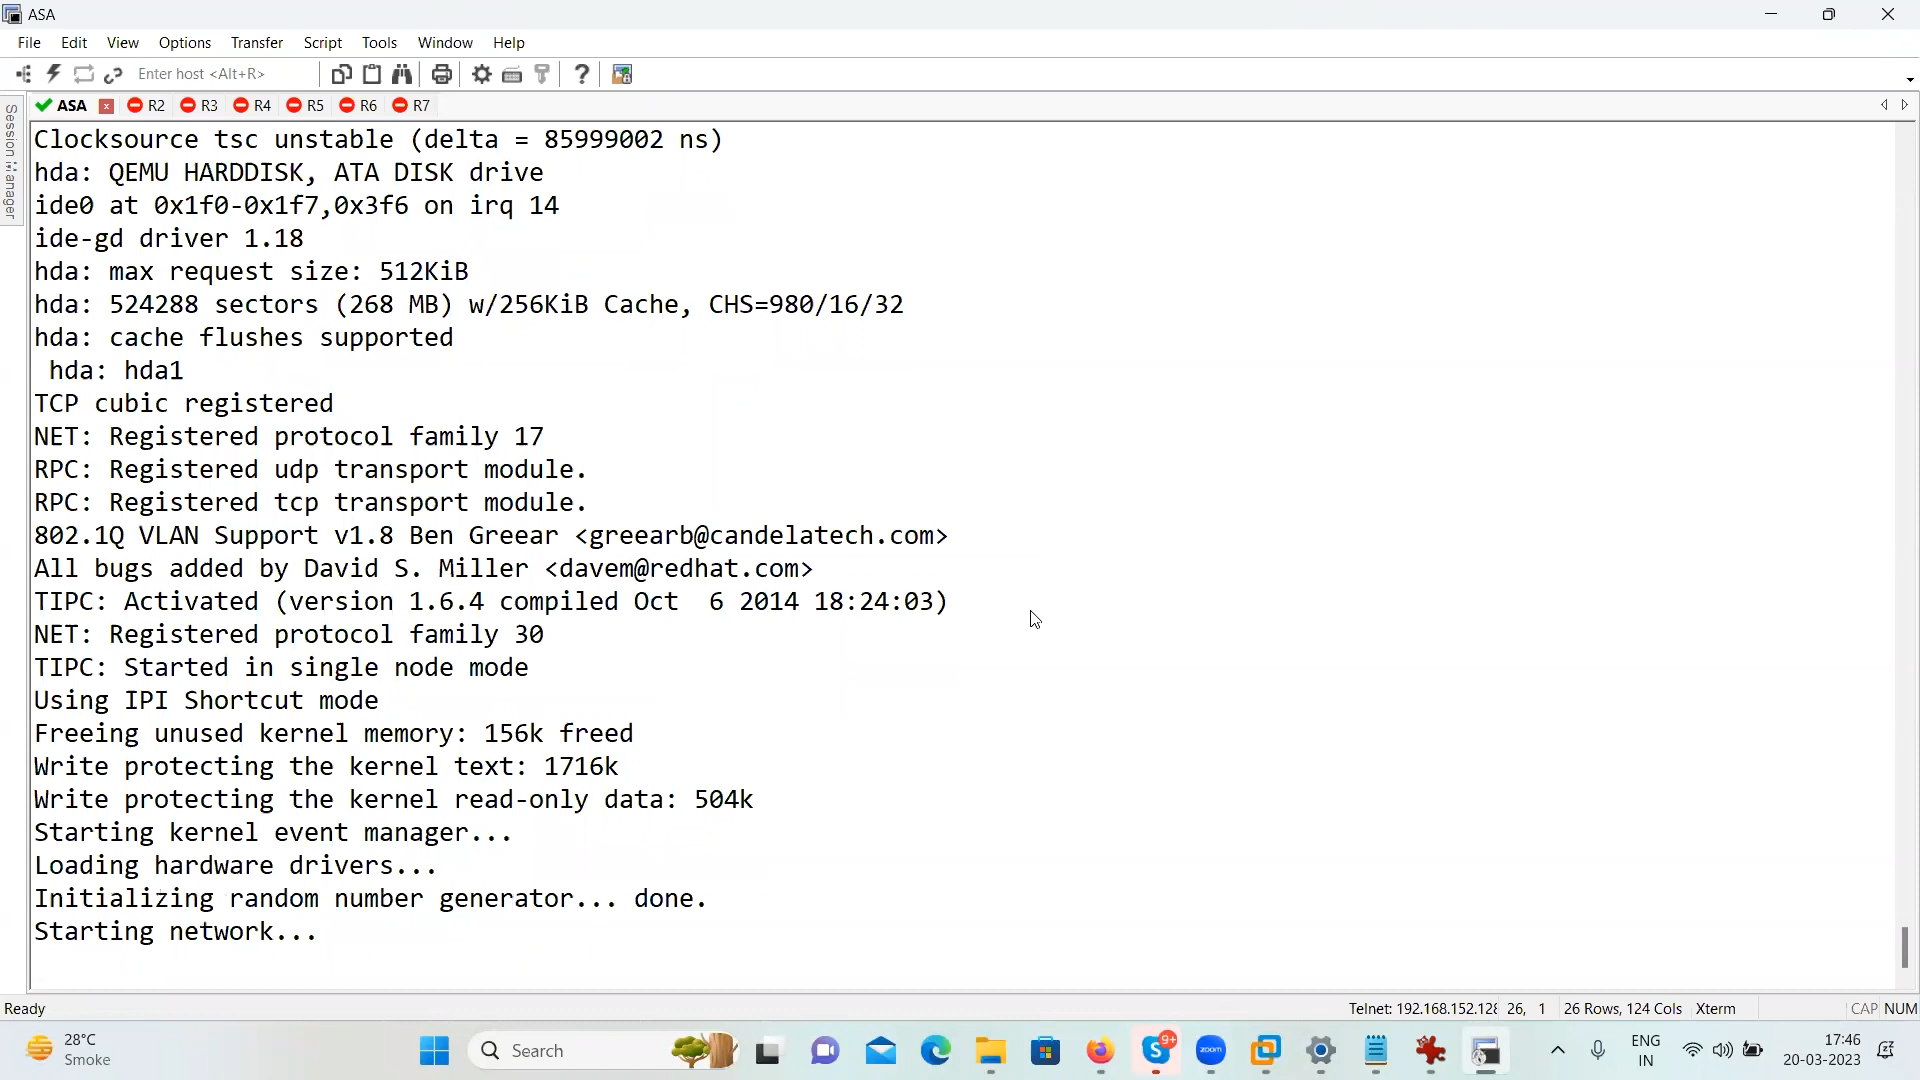 ASA
File Edit View Options Transfer Script Tools Window Help
Enter host <Alt+R>
ASA R2 R3 R4 R5 R6 R7
Session Manager
Clocksource tsc unstable (delta = 85999002 ns)
hda: QEMU HARDDISK, ATA DISK drive
ide0 at 0x1f0-0x1f7,0x3f6 on irq 14
ide-gd driver 1.18
hda: max request size: 512KiB
hda: 524288 sectors (268 MB) w/256KiB Cache, CHS=980/16/32
hda: cache flushes supported
hda: hda1
TCP cubic registered
NET: Registered protocol family 17
RPC: Registered udp transport module.
RPC: Registered tcp transport module.
802.1Q VLAN Support v1.8 Ben Greear <greearb@candelatech.com>
All bugs added by David S. Miller <davem@redhat.com>
TIPC: Activated (version 1.6.4 compiled Oct  6 2014 18:24:03)
NET: Registered protocol family 30
TIPC: Started in single node mode
Using IPI Shortcut mode
Freeing unused kernel memory: 156k freed
Write protecting the kernel text: 1716k
Write protecting the kernel read-only data: 504k
Starting kernel event manager...
Loading hardware drivers...
Initializing random number generator... done.
Starting network...
Ready Telnet: 192.168.152.128 26, 1 26 Rows, 124 Cols Xterm CAP NUM
28°C
Smoke
Search
9+
zoom
ENG
IN
17:46
20-03-2023